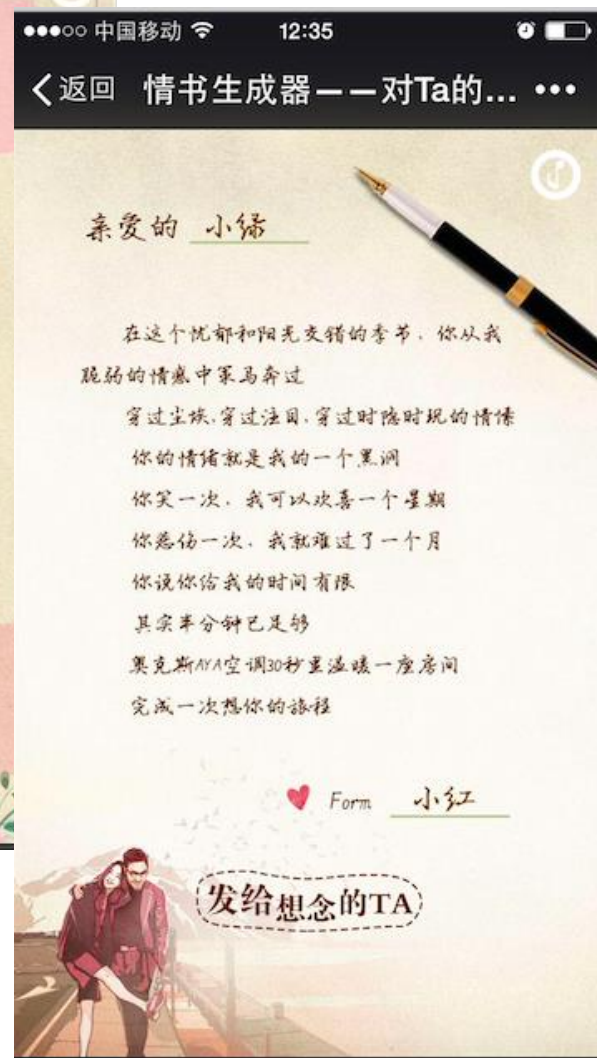 中国移动 12:35
返回 情书生成器——对Ta的... •••
亲爱的 小绿
在这个忧郁和阳光交错的季节，你从我
脆弱的情感中策马奔过
穿过尘埃，穿过注目，穿过时隐时现的情愫
你的情绪就是我的一个黑洞
你笑一次，我可以欢喜一个星期
你悲伤一次，我就难过了一个月
你说你给我的时间有限
其实半分钟已足够
奥克斯AYA空调30秒里温暖一座房间
完成一次想你的旅程
Form 小红
发给想念的TA